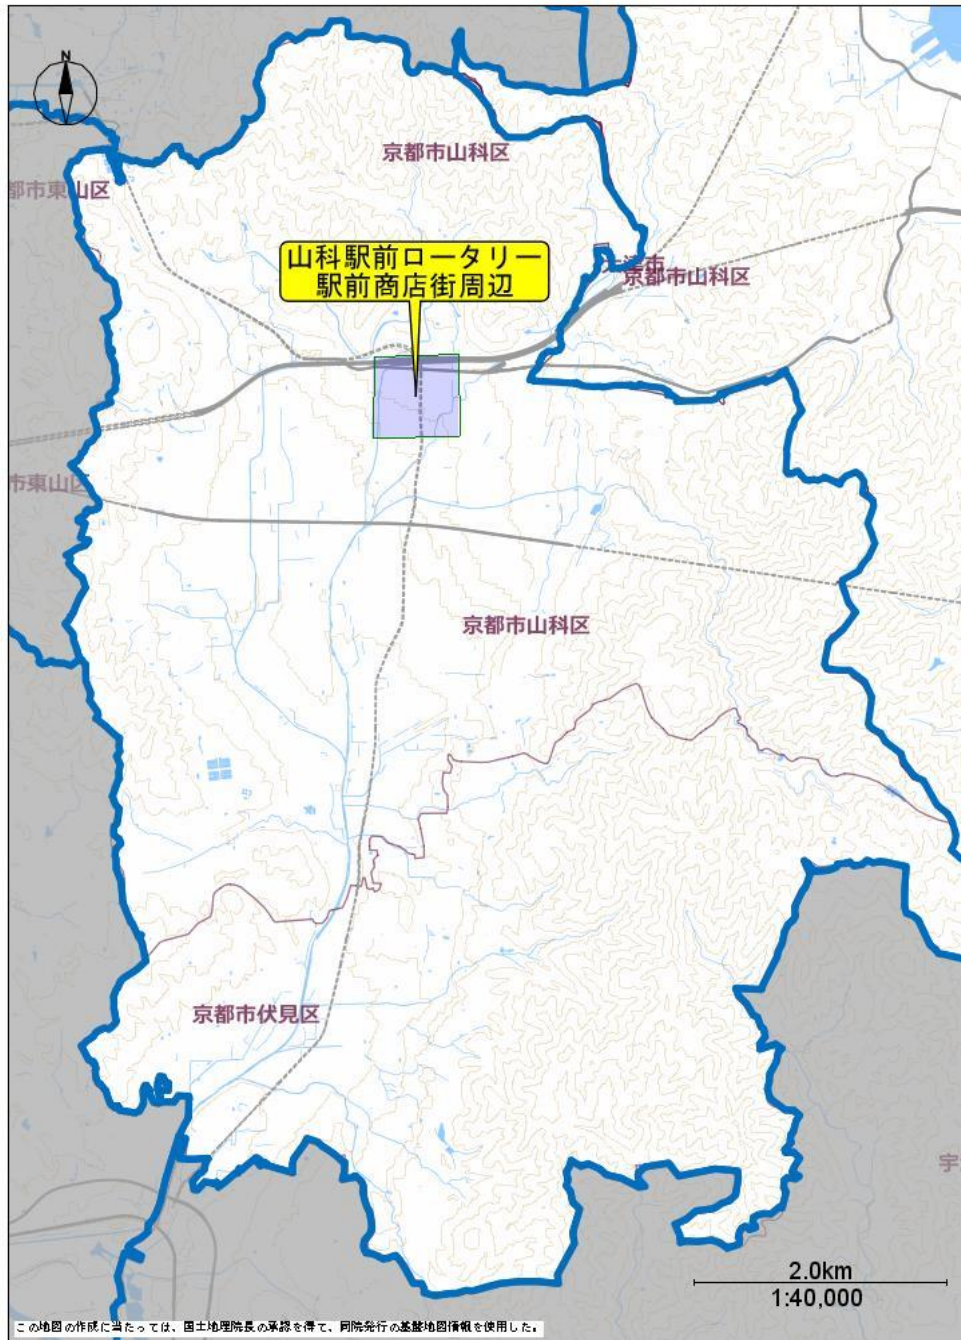 N
京都市山科区
都市東山区
山科駅前ロータリー
駅前商店街周辺
大津市
京都市山科区
市東山区
京都市山科区
京都市伏見区
宇
2.0km
1:40,000
この地図の作成に当たっては、国土地理院長の承認を得て、同院発行の基盤地図情報を使用した。